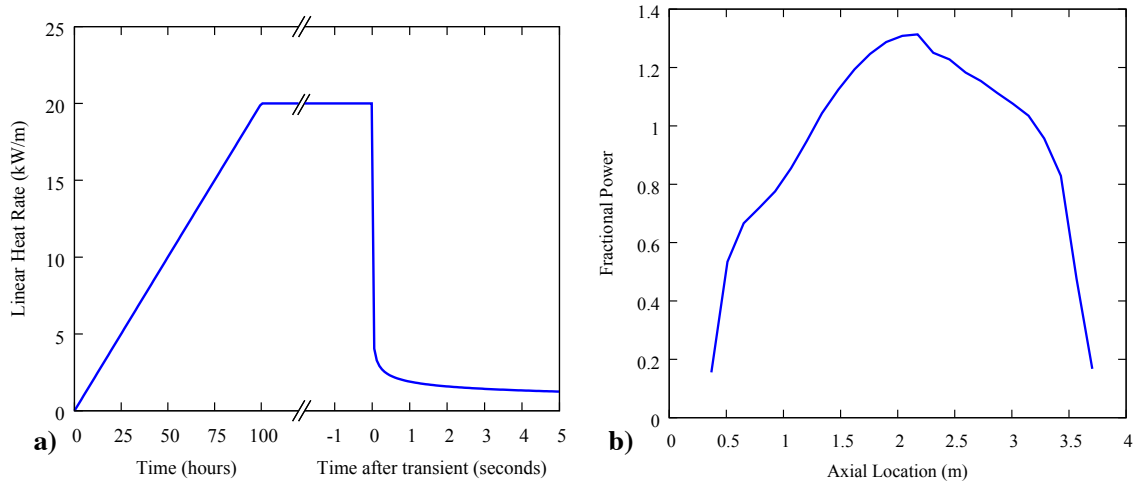 25
20
15
10
5
0
Linear Heat Rate (kW/m)
0 25 50 75 100 -1 0 1 2 3 4 5
Time (hours) Time after transient (seconds)
a)
1.4
1.2
1
0.8
0.6
0.4
0.2
0
Fractional Power
0 0.5 1 1.5 2 2.5 3 3.5 4
Axial Location (m)
b)